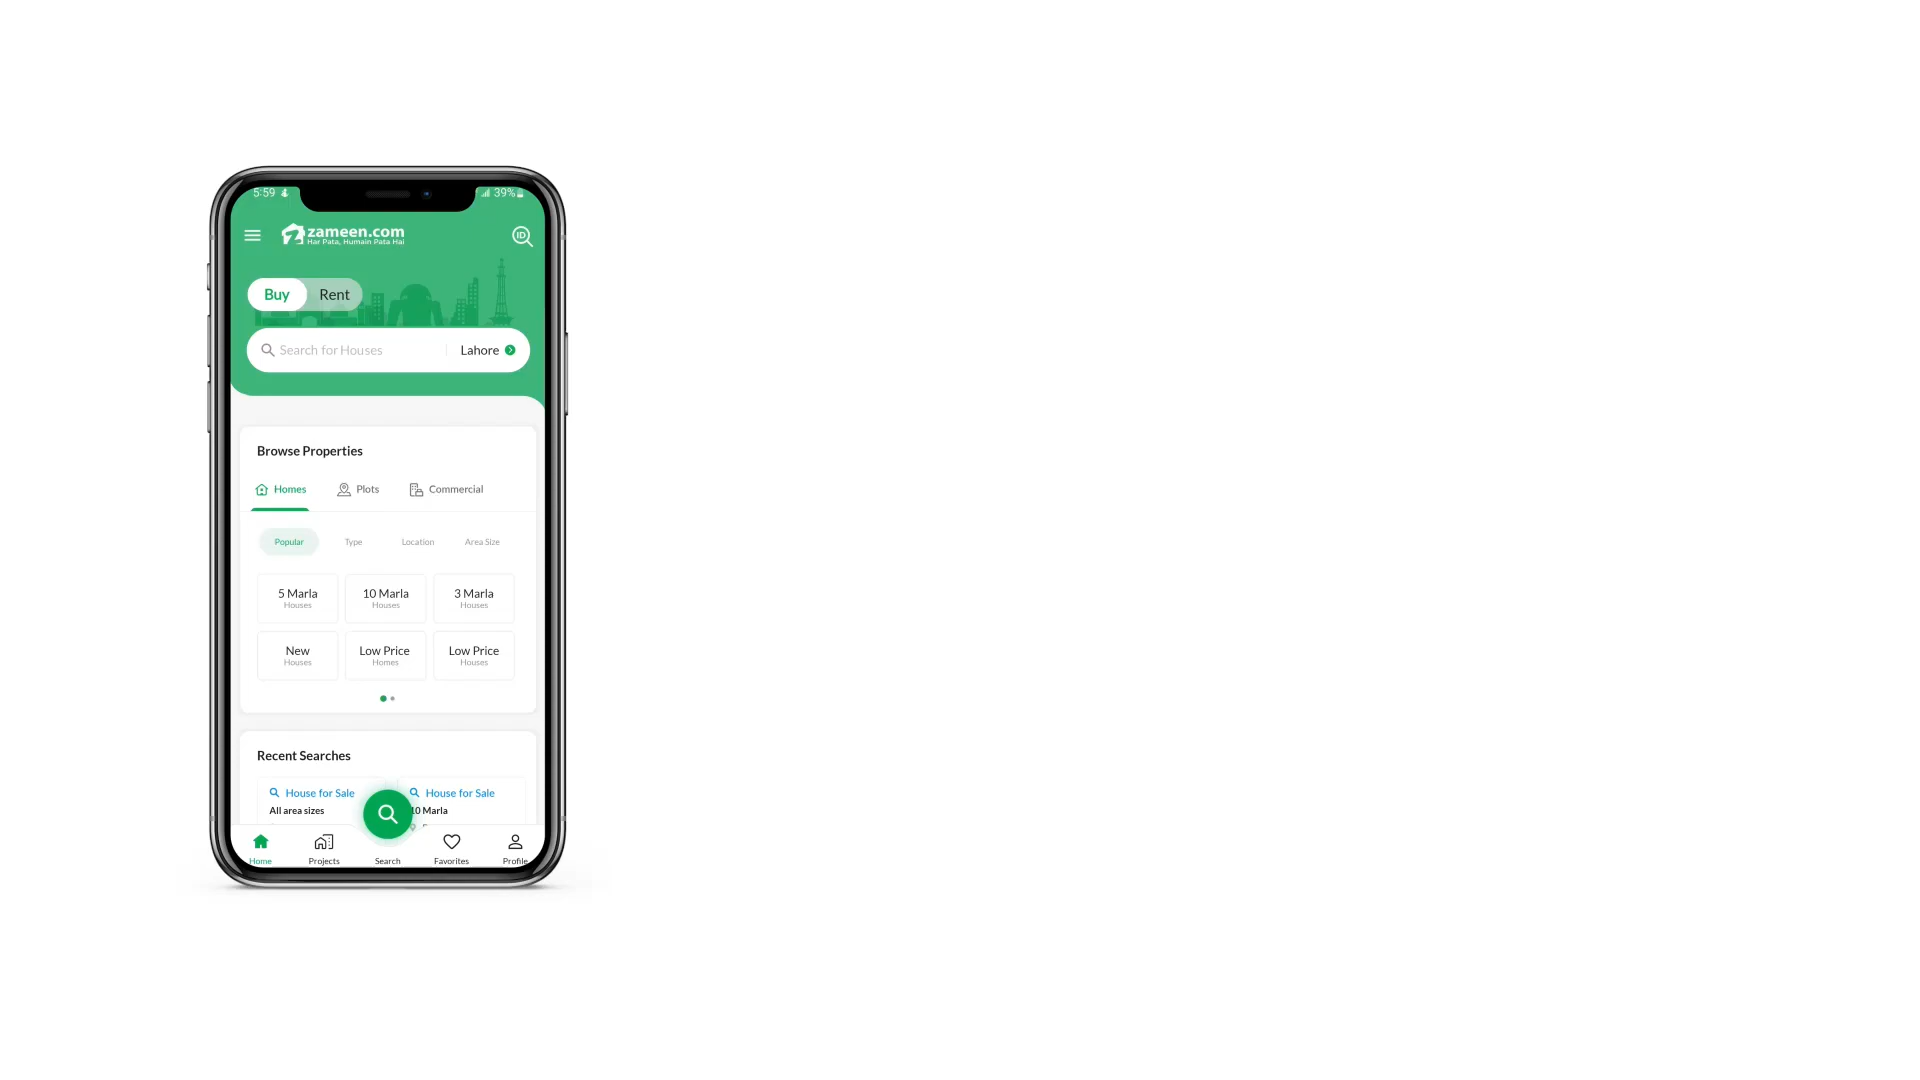 5:59
39%
zameen.com
Har Pata, Humain Pata Hai
ID
Buy Rent
Search for Houses Lahore
Browse Properties
Homes Plots Commercial
Popular Type Location Area Size
5 Marla 10 Marla 3 Marla
Houses Houses Houses
New Low Price Low Price
Houses Homes Houses
Recent Searches
House for Sale House for Sale
All area sizes 10 Marla
Home Projects Search Favorites Profile